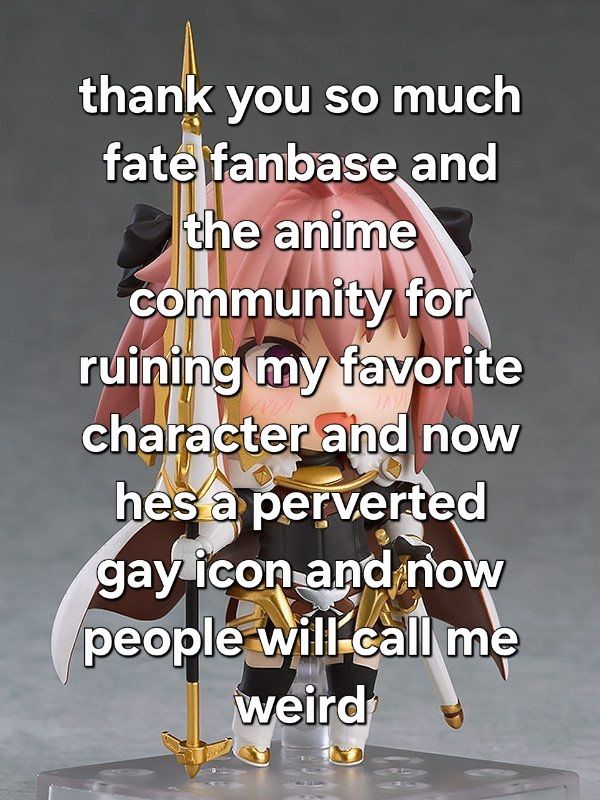 thank you so much
fate fanbase and
the anime
community for
ruining my favorite
character and now
hes a perverted
gay icon and now
people will call me
weird